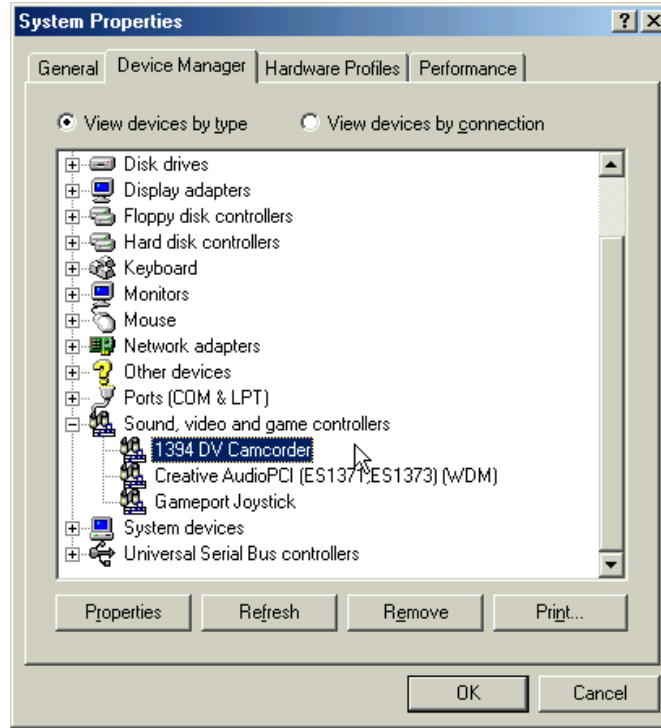 System Properties
General Device Manager Hardware Profiles Performance
View devices by type View devices by connection
Disk drives
Display adapters
Floppy disk controllers
Hard disk controllers
Keyboard
Monitors
Mouse
Network adapters
Other devices
Ports (COM & LPT)
Sound, video and game controllers
1394 DV Camcorder
Creative AudioPCI (ES1371,ES1373) (WDM)
Gameport Joystick
System devices
Universal Serial Bus controllers
Properties Refresh Remove Print...
OK Cancel